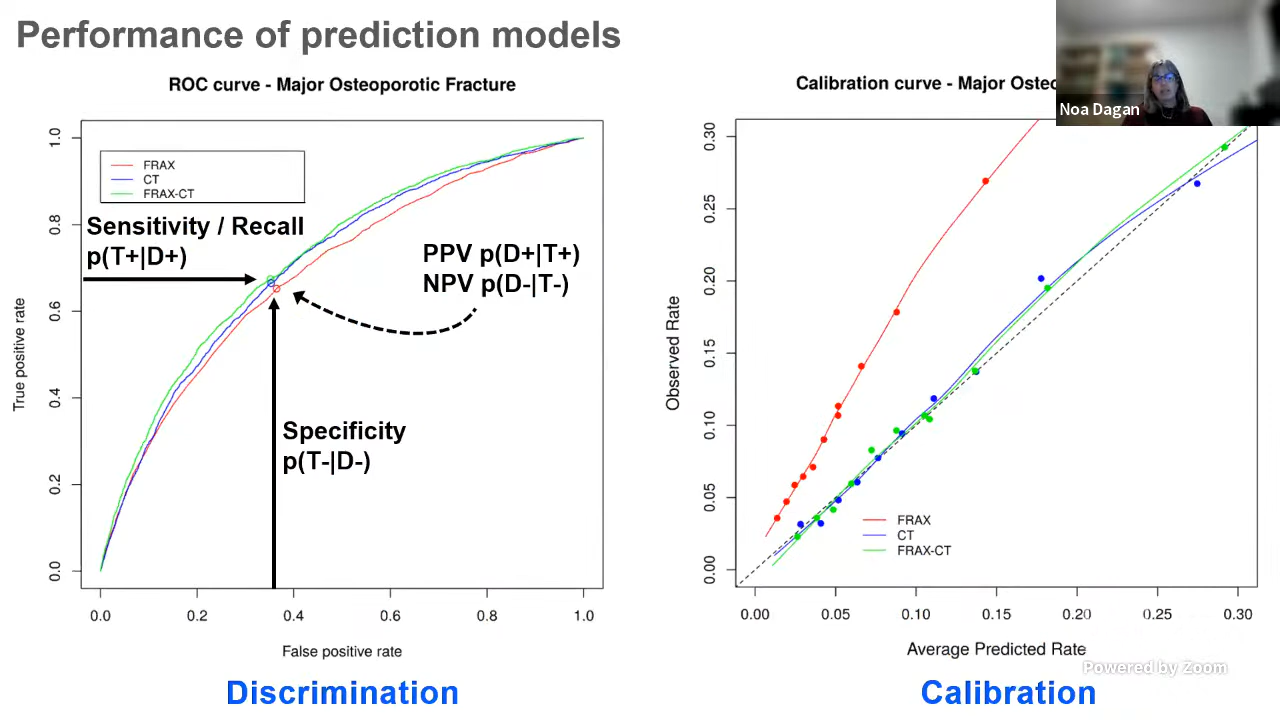 Performance of prediction models
ROC curve - Major Osteoporotic Fracture
1.0
0.8
0.6
0.4
0.2
0.0
True positive rate
FRAX
CT
FRAX-CT
Sensitivity / Recall
p(T+|D+)
PPV p(D+|T+)
NPV p(D-|T-)
Specificity
p(T-|D-)
0.0 0.2 0.4 0.6 0.8 1.0
False positive rate
Discrimination
Calibration curve - Major Osteo
Noa Dagan
0.30
0.25
0.20
0.15
0.10
0.05
0.00
Observed Rate
FRAX
CT
FRAX-CT
0.00 0.05 0.10 0.15 0.20 0.25 0.30
Average Predicted Rate
Powered by Zoom
Calibration